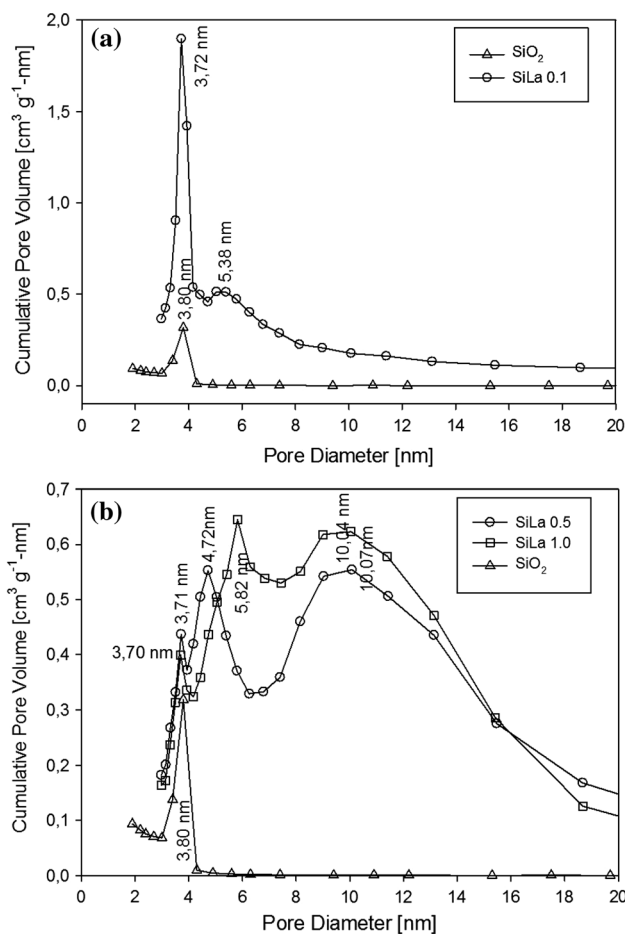 (a)
2,0
1,5
1,0
0,5
0,0
Cumulative Pore Volume [cm³ g⁻¹-nm]
3,72 nm
3,80 nm
5,38 nm
SiO₂
SiLa 0.1
0 2 4 6 8 10 12 14 16 18 20
Pore Diameter [nm]
(b)
0,7
0,6
0,5
0,4
0,3
0,2
0,1
0,0
Cumulative Pore Volume [cm³ g⁻¹-nm]
3,70 nm
3,71 nm
4,72nm
5,82 nm
10,04 nm
10,07nm
3,80 nm
SiLa 0.5
SiLa 1.0
SiO₂
0 2 4 6 8 10 12 14 16 18 20
Pore Diameter [nm]